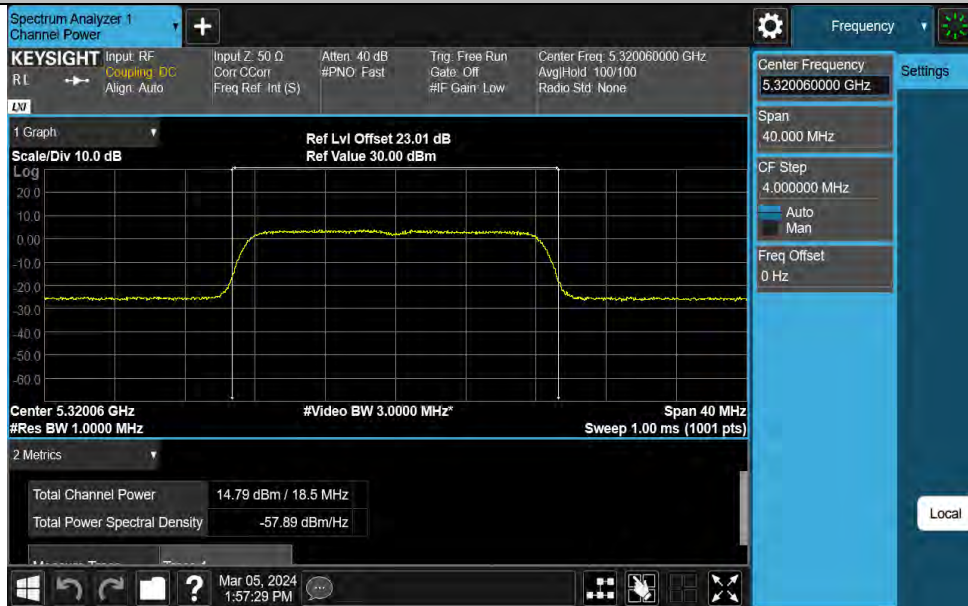 Spectrum Analyzer 1
Channel Power
+
Frequency
KEYSIGHT
Input: RF
Coupling: DC
Align: Auto
LXI
Input Z: 50 Ω
Corr CCorr
Freq Ref: Int (S)
Atten: 40 dB
#PNO: Fast
Trig: Free Run
Gate: Off
#IF Gain: Low
Center Freq: 5.320060000 GHz
Avg|Hold: 100/100
Radio Std: None
Center Frequency
5.320060000 GHz
Settings
Span
40.000 MHz
CF Step
4.000000 MHz
Auto
Man
Freq Offset
0 Hz
1 Graph
Scale/Div 10.0 dB
Ref Lvl Offset 23.01 dB
Ref Value 30.00 dBm
Log
20.0
10.0
0.00
-10.0
-20.0
-30.0
-40.0
-50.0
-60.0
Center 5.32006 GHz
#Video BW 3.0000 MHz*
Span 40 MHz
#Res BW 1.0000 MHz
Sweep 1.00 ms (1001 pts)
2 Metrics
Total Channel Power 14.79 dBm / 18.5 MHz
Total Power Spectral Density -57.89 dBm/Hz
Local
?
Mar 05, 2024
1:57:29 PM